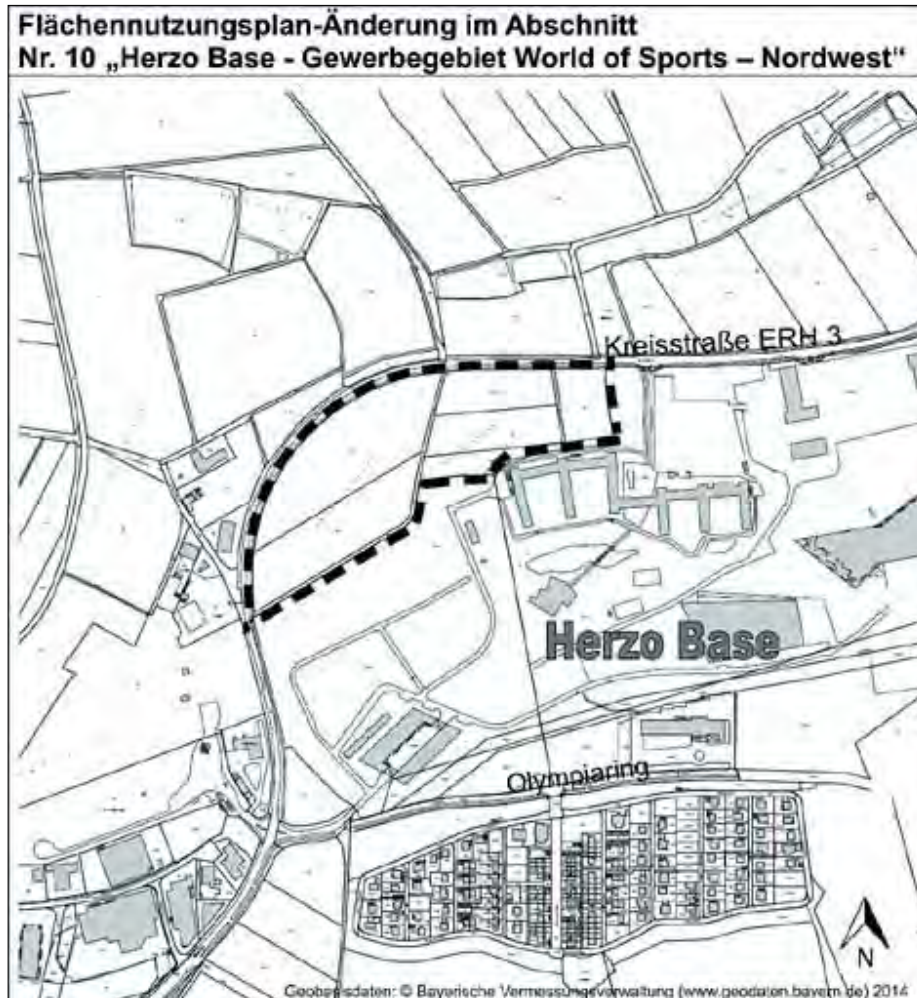 Flächennutzungsplan-Änderung im Abschnitt
Nr. 10 „Herzo Base - Gewerbegebiet World of Sports – Nordwest“
Kreisstraße ERH 3
Herzo Base
Olympiaring
N
Geobasisdaten: © Bayerische Vermessungsverwaltung (www.geodaten.bayern.de) 2014